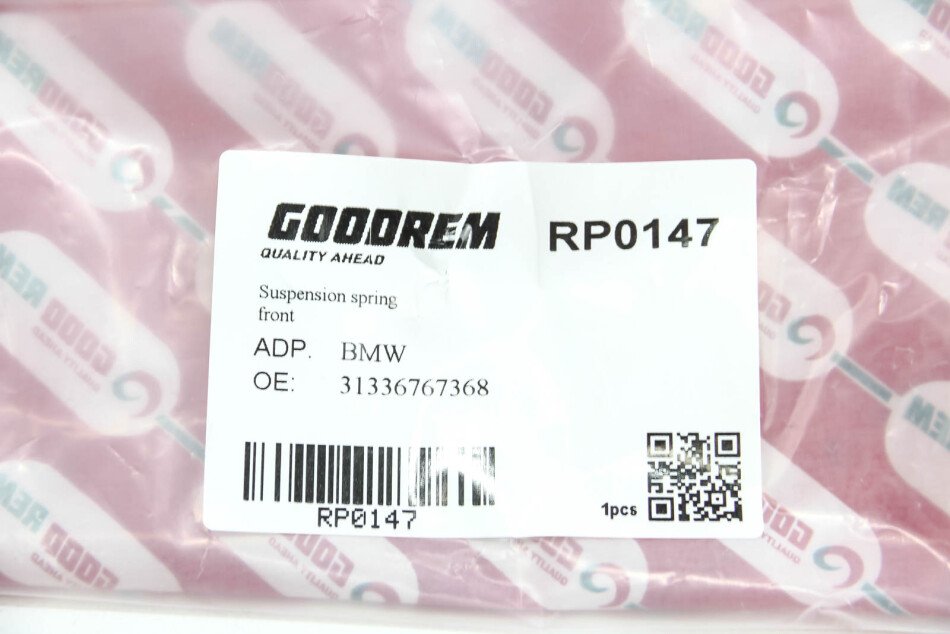 GOODREM
QUALITY AHEAD
RP0147
Suspension spring
front
ADP. BMW
OE: 31336767368
RP0147
1pcs